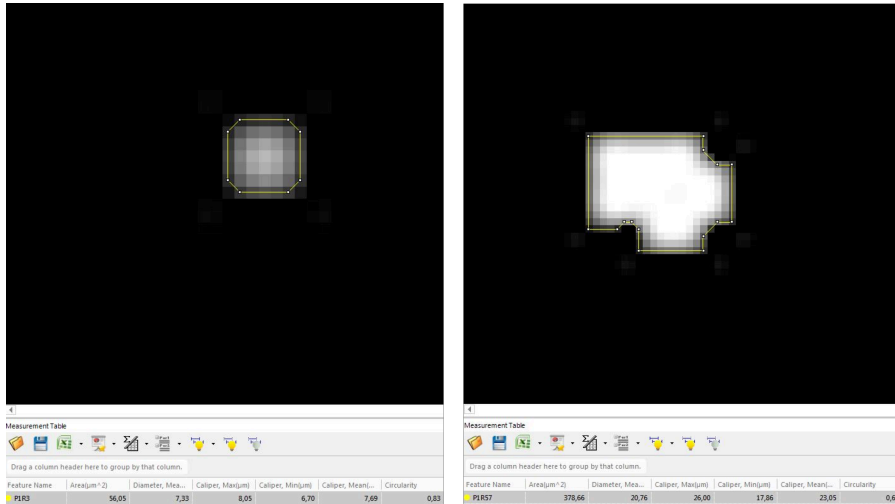 Measurement Table
Drag a column header here to group by that column.
Feature Name Area(µm^2) Diameter, Mea... Caliper, Max(µm) Caliper, Min(µm) Caliper, Mean(... Circularity
P1R3 56,05 7,33 8,05 6,70 7,69 0,83
Measurement Table
Drag a column header here to group by that column.
Feature Name Area(µm^2) Diameter, Mea... Caliper, Max(µm) Caliper, Min(µm) Caliper, Mean(... Circularity
P1R57 378,66 20,76 26,00 17,86 23,05